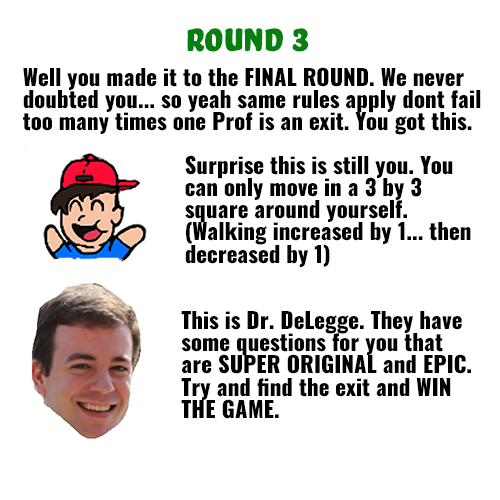 ROUND 3
Well you made it to the FINAL ROUND. We never
doubted you... so yeah same rules apply dont fail
too many times one Prof is an exit. You got this.
Surprise this is still you. You
can only move in a 3 by 3
square around yourself.
(Walking increased by 1... then
decreased by 1)
This is Dr. DeLegge. They have
some questions for you that
are SUPER ORIGINAL and EPIC.
Try and find the exit and WIN
THE GAME.